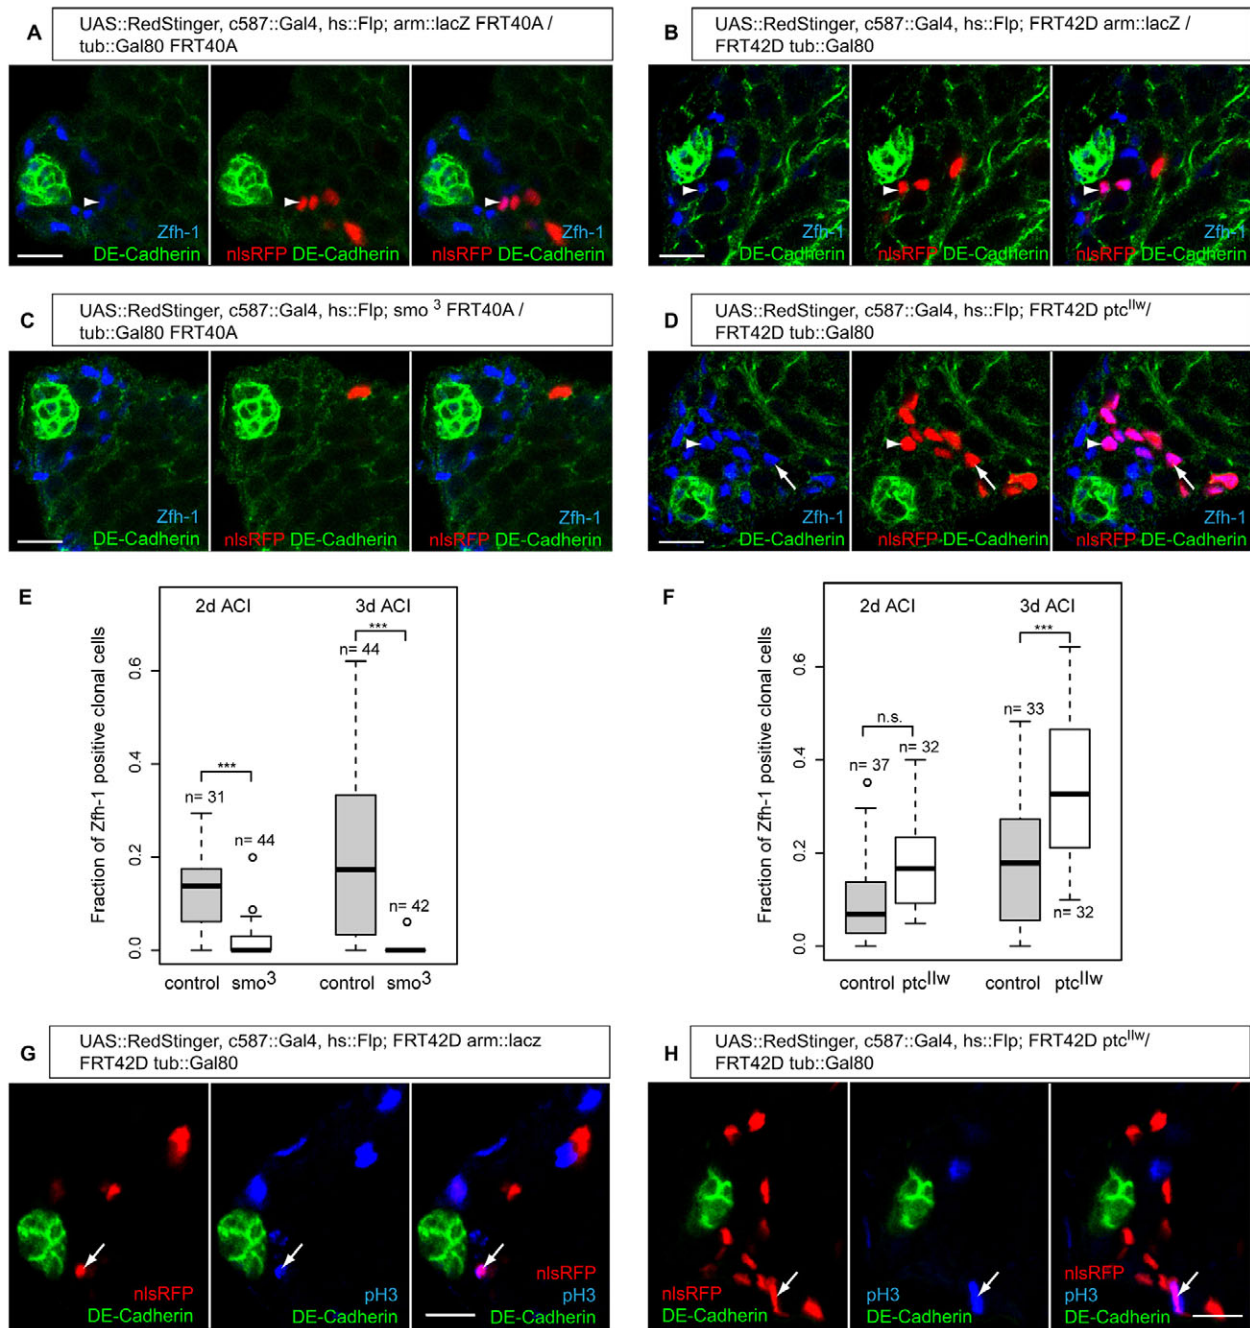 A UAS::RedStinger, c587::Gal4, hs::Flp; arm::lacZ FRT40A /
tub::Gal80 FRT40A
Zfh-1
DE-Cadherin
nlsRFP DE-Cadherin
Zfh-1
nlsRFP DE-Cadherin
B UAS::RedStinger, c587::Gal4, hs::Flp; FRT42D arm::lacZ /
FRT42D tub::Gal80
Zfh-1
DE-Cadherin
nlsRFP DE-Cadherin
Zfh-1
nlsRFP DE-Cadherin
C UAS::RedStinger, c587::Gal4, hs::Flp; smo 3 FRT40A /
tub::Gal80 FRT40A
Zfh-1
DE-Cadherin
nlsRFP DE-Cadherin
Zfh-1
nlsRFP DE-Cadherin
D UAS::RedStinger, c587::Gal4, hs::Flp; FRT42D ptcIIw/
FRT42D tub::Gal80
Zfh-1
DE-Cadherin
nlsRFP DE-Cadherin
Zfh-1
nlsRFP DE-Cadherin
E
2d ACI 3d ACI
Fraction of Zfh-1 positive clonal cells
0.6
0.4
0.2
0.0
***
n= 31
n= 44
***
n= 44
n= 42
control smo3 control smo3
F
2d ACI 3d ACI
Fraction of Zfh-1 positive clonal cells
0.6
0.4
0.2
0.0
n.s.
n= 37
n= 32
***
n= 33
n= 32
control ptcIIw control ptcIIw
G UAS::RedStinger, c587::Gal4, hs::Flp; FRT42D arm::lacz
FRT42D tub::Gal80
nlsRFP
DE-Cadherin
pH3
DE-Cadherin
nlsRFP
pH3
DE-Cadherin
H UAS::RedStinger, c587::Gal4, hs::Flp; FRT42D ptcIIw/
FRT42D tub::Gal80
nlsRFP
DE-Cadherin
pH3
DE-Cadherin
nlsRFP
pH3
DE-Cadherin